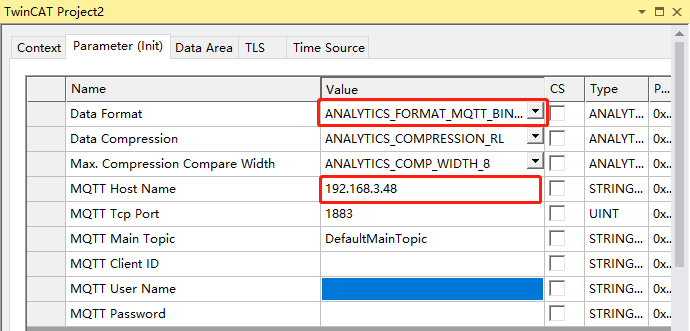 TwinCAT Project2
Context Parameter (Init) Data Area TLS Time Source
Name Value CS Type P...
Data Format ANALYTICS_FORMAT_MQTT_BIN... ANALYT... 0x...
Data Compression ANALYTICS_COMPRESSION_RL ANALYT... 0x...
Max. Compression Compare Width ANALYTICS_COMP_WIDTH_8 ANALYT... 0x...
MQTT Host Name 192.168.3.48 STRING... 0x...
MQTT Tcp Port 1883 UINT 0x...
MQTT Main Topic DefaultMainTopic STRING... 0x...
MQTT Client ID STRING... 0x...
MQTT User Name STRING... 0x...
MQTT Password STRING... 0x...